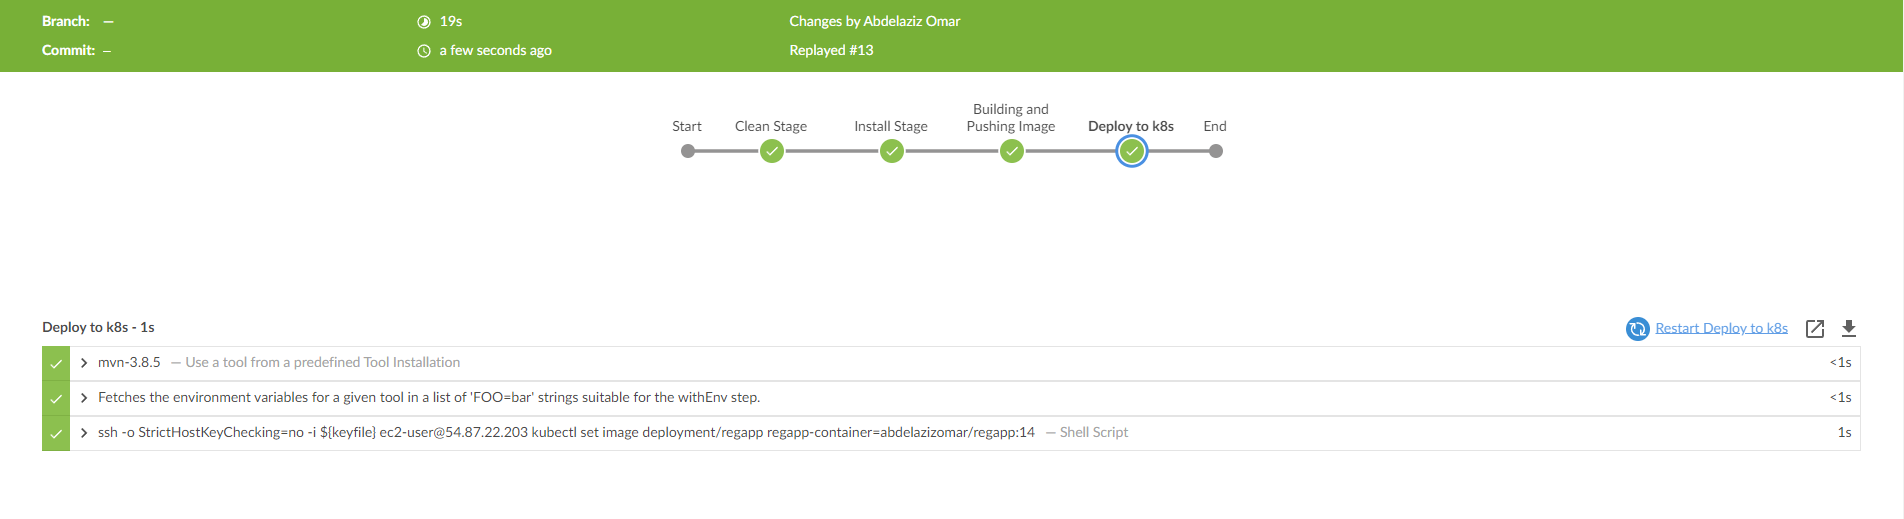 Branch: —
19s
Changes by Abdelaziz Omar
Commit: –
a few seconds ago
Replayed #13
Start
Clean Stage
Install Stage
Building and
Pushing Image
Deploy to k8s
End
Deploy to k8s - 1s
Restart Deploy to k8s
mvn-3.8.5 — Use a tool from a predefined Tool Installation <1s
Fetches the environment variables for a given tool in a list of 'FOO=bar' strings suitable for the withEnv step. <1s
ssh -o StrictHostKeyChecking=no -i ${keyfile} ec2-user@54.87.22.203 kubectl set image deployment/regapp regapp-container=abdelazizomar/regapp:14 — Shell Script 1s